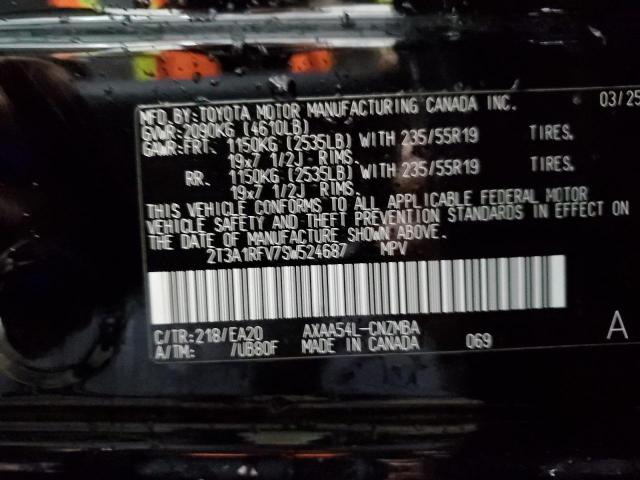 MFD.BY:TOYOTA MOTOR MANUFACTURING CANADA INC. 03/25
GVWR:2090KG (4610LB)
GAWR:FRT. 1150KG (2535LB) WITH 235/55R19 TIRES,
19x7 1/2J RIMS.
RR. 1150KG (2535LB) WITH 235/55R19 TIRES,
19x7 1/2J RIMS.
THIS VEHICLE CONFORMS TO ALL APPLICABLE FEDERAL MOTOR
VEHICLE SAFETY AND THEFT PREVENTION STANDARDS IN EFFECT ON
THE DATE OF MANUFACTURE SHOWN ABOVE.
2T3A1RFV7SW524687 MPV
C/TR:218/EA20 AXAA54L-CNZMBA A
A/TM: /UB80F MADE IN CANADA 069